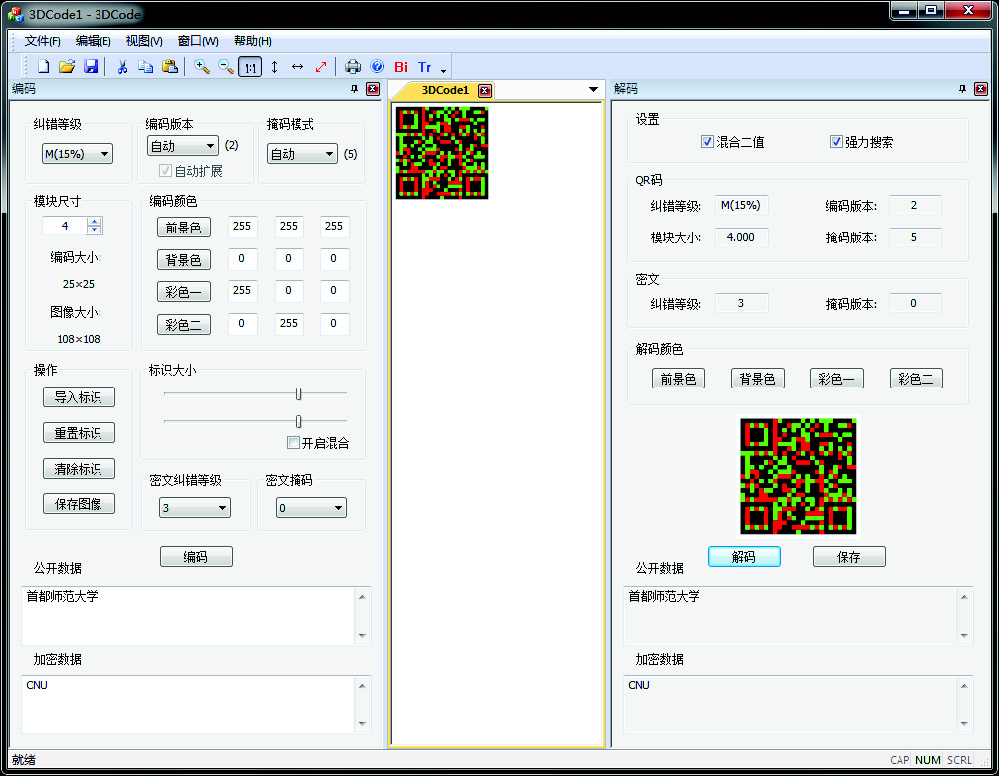 3DCode1 - 3DCode
文件(F) 编辑(E) 视图(V) 窗口(W) 帮助(H)
1:1 Bi Tr
编码
纠错等级
M(15%)
编码版本
自动 (2)
自动扩展
掩码模式
自动 (5)
模块尺寸
4
编码大小:
25×25
图像大小:
108×108
编码颜色
前景色 255 255 255
背景色 0 0 0
彩色一 255 0 0
彩色二 0 255 0
操作
导入标识
重置标识
清除标识
保存图像
标识大小
开启混合
密文纠错等级
3
密文掩码
0
编码
公开数据
首都师范大学
加密数据
CNU
3DCode1
解码
设置
混合二值 强力搜索
QR码
纠错等级: M(15%) 编码版本: 2
模块大小: 4.000 掩码版本: 5
密文
纠错等级: 3 掩码版本: 0
解码颜色
前景色 背景色 彩色一 彩色二
解码 保存
公开数据
首都师范大学
加密数据
CNU
就绪
CAP NUM SCRL